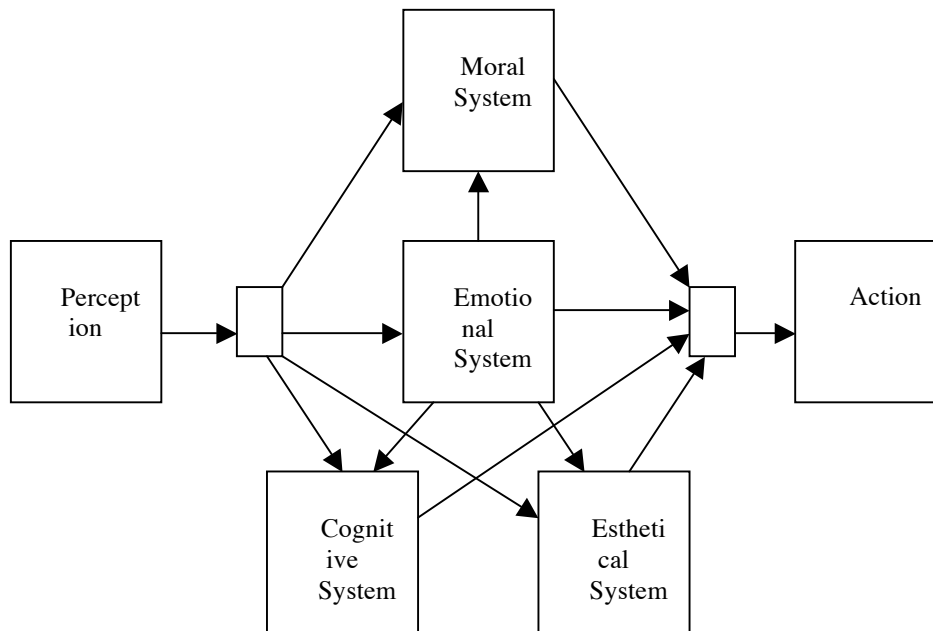 Moral
System
Percept
ion
Emotio
nal
System
Action
Cognit
ive
System
Estheti
cal
System